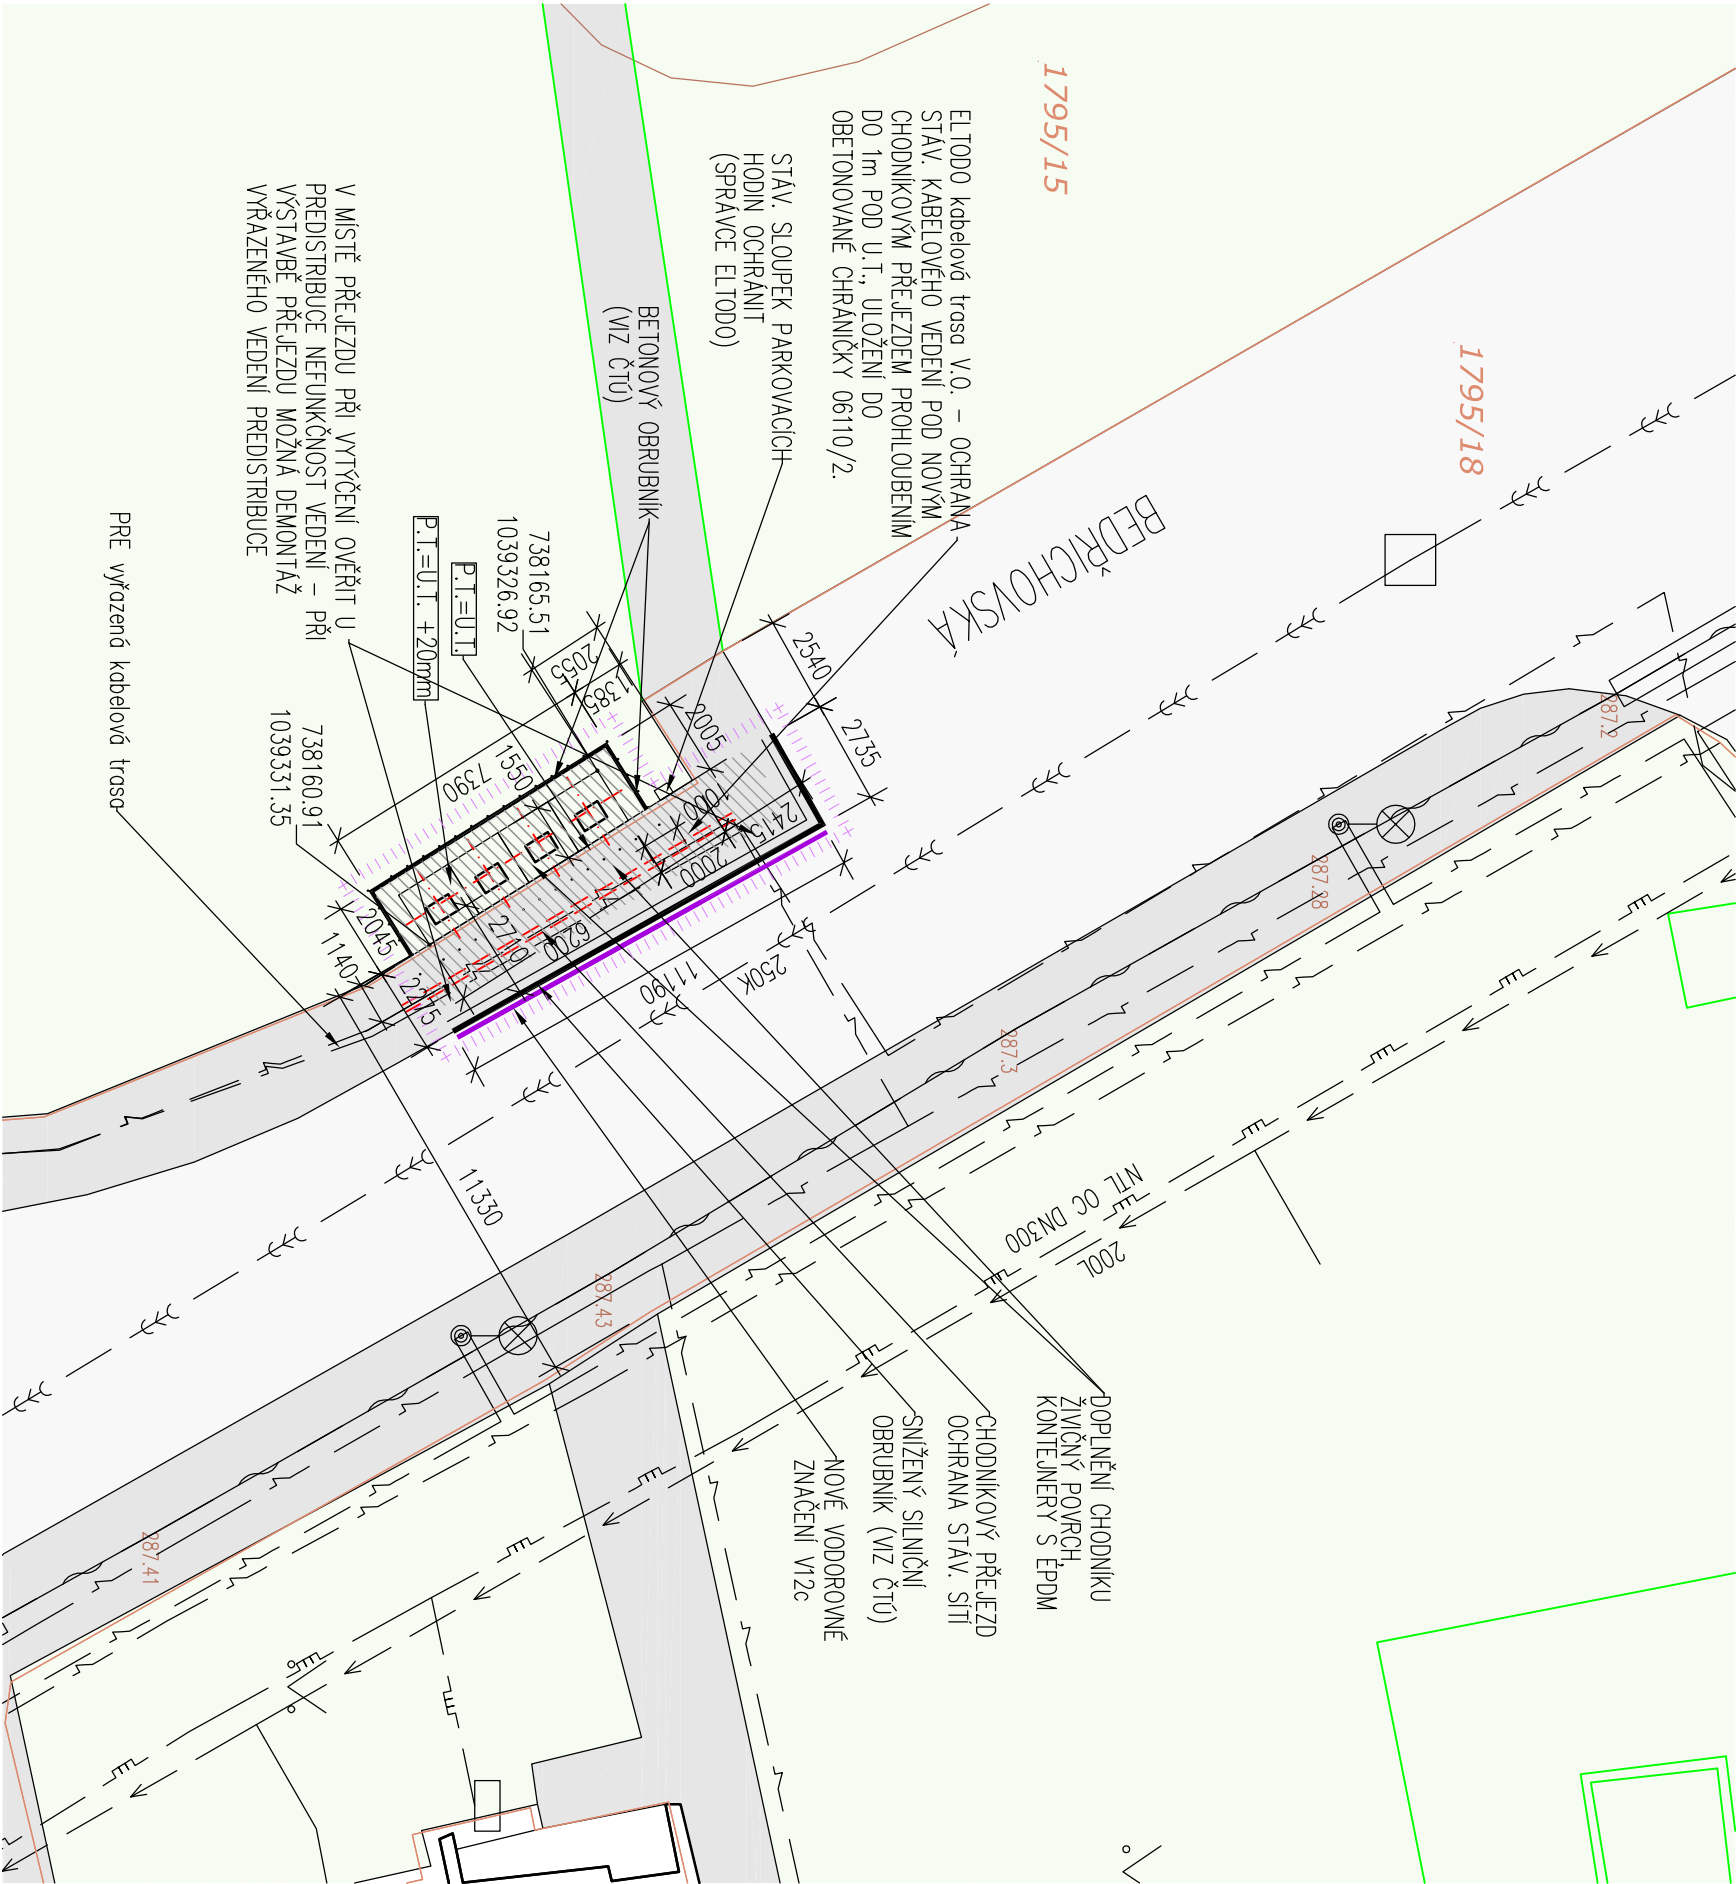 1795/15
1795/18
ELTODO kabelová trasa V.O. – OCHRANA
STÁV. KABELOVÉHO VEDENÍ POD NOVÝM
CHODNÍKOVÝM PŘEJEZDEM PROHLOUBENÍM
DO 1m POD U.T., ULOŽENÍ DO
OBETONOVANÉ CHRÁNIČKY 06110/2.
STÁV. SLOUPEK PARKOVACÍCH
HODIN OCHRÁNIT
(SPRÁVCE ELTODO)
BETONOVÝ OBRUBNÍK
(VIZ ČTÚ)
V MÍSTĚ PŘEJEZDU PŘI VYTÝČENÍ OVĚŘIT U
PREDISTRIBUCE NEFUNKČNOST VEDENÍ – PŘI
VÝSTAVBĚ PŘEJEZDU MOŽNÁ DEMONTÁŽ
VYŘAZENÉHO VEDENÍ PREDISTRIBUCE
PRE vyřazená kabelová trasa
738165.51
1039326.92
P.T.=U.T.
P.T.=U.T. +20mm
738160.91
1039331.35
BEDŘICHOVSKÁ
2540
2735
2055
1385
2005
1550
7390
1000
2415
2000
2710
6200
2045
1140
2275
11190
250K
11330
287.2
287.28
287.3
287.43
287.41
NTL OC DN300
200L
DOPLNĚNÍ CHODNÍKU
ŽIVIČNÝ POVRCH,
KONTEJNERY S EPDM
CHODNÍKOVÝ PŘEJEZD
OCHRANA STÁV. SÍTÍ
SNÍŽENÝ SILNIČNÍ
OBRUBNÍK (VIZ ČTÚ)
NOVÉ VODOROVNÉ
ZNAČENÍ V12c